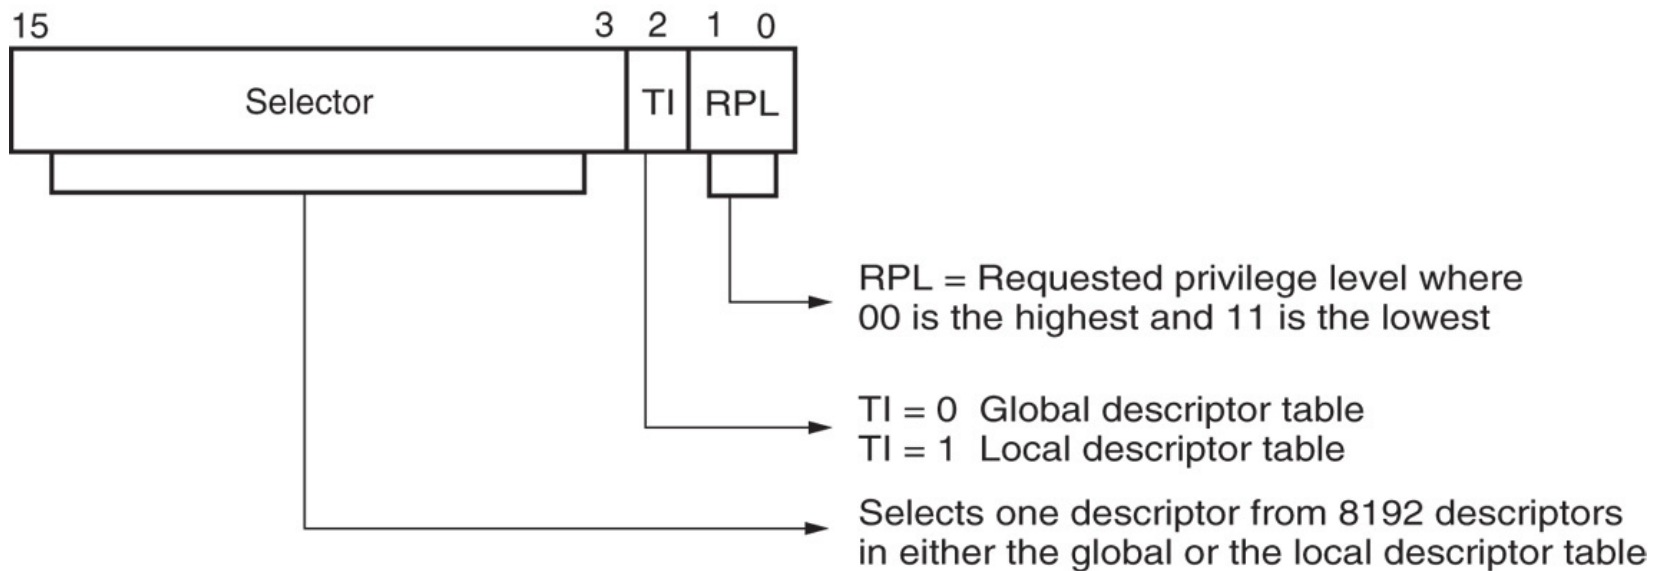 15 3 2 1 0
Selector TI RPL
RPL = Requested privilege level where
00 is the highest and 11 is the lowest
TI = 0 Global descriptor table
TI = 1 Local descriptor table
Selects one descriptor from 8192 descriptors
in either the global or the local descriptor table